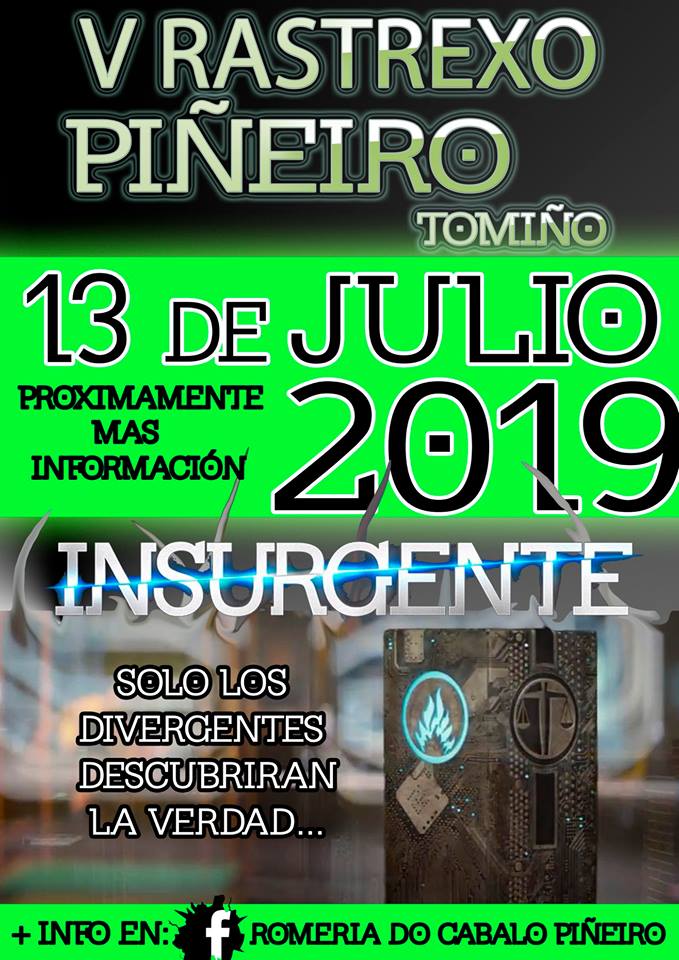 V RASTREXO
PIÑEIRO
TOMIÑO
13 DE JULIO
2019
PROXIMAMENTE
MAS
INFORMACIÓN
INSURGENTE
SOLO LOS
DIVERGENTES
DESCUBRIRAN
LA VERDAD...
+ INFO EN: f ROMERIA DO CABALO PIÑEIRO